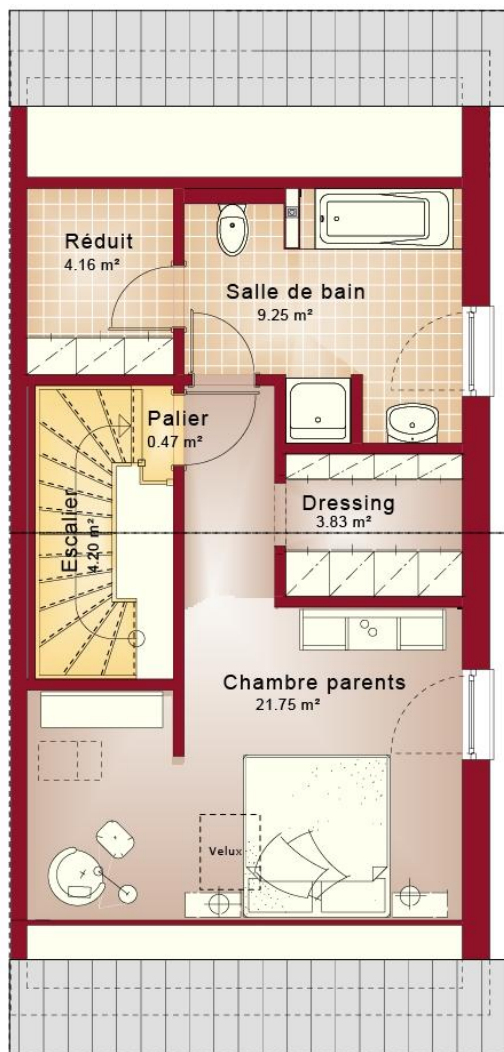 Réduit
4.16 m²
Salle de bain
9.25 m²
Palier
0.47 m²
Escalier
4.20 m²
Dressing
3.83 m²
Chambre parents
21.75 m²
Velux